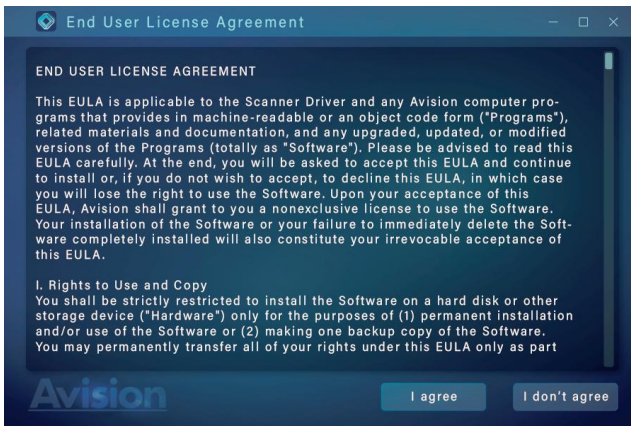 End User License Agreement
END USER LICENSE AGREEMENT
This EULA is applicable to the Scanner Driver and any Avision computer pro-
grams that provides in machine-readable or an object code form ("Programs"),
related materials and documentation, and any upgraded, updated, or modified
versions of the Programs (totally as "Software"). Please be advised to read this
EULA carefully. At the end, you will be asked to accept this EULA and continue
to install or, if you do not wish to accept, to decline this EULA, in which case
you will lose the right to use the Software. Upon your acceptance of this
EULA, Avision shall grant to you a nonexclusive license to use the Software.
Your installation of the Software or your failure to immediately delete the Soft-
ware completely installed will also constitute your irrevocable acceptance of
this EULA.
I. Rights to Use and Copy
You shall be strictly restricted to install the Software on a hard disk or other
storage device ("Hardware") only for the purposes of (1) permanent installation
and/or use of the Software or (2) making one backup copy of the Software.
You may permanently transfer all of your rights under this EULA only as part
Avision
I agree
I don't agree